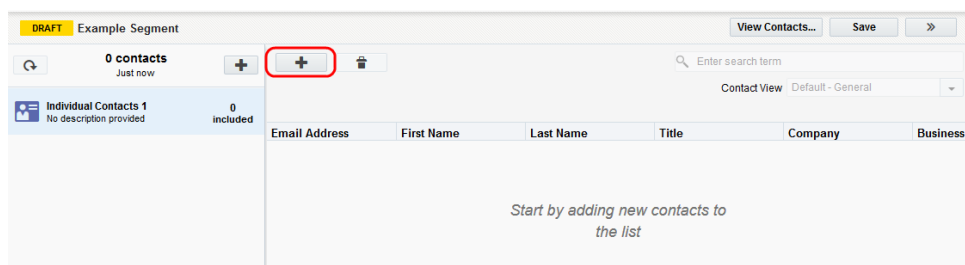 DRAFT Example Segment
View Contacts... Save »
0 contacts
Just now
Enter search term
Contact View Default - General
Individual Contacts 1
No description provided
0
included
Email Address First Name Last Name Title Company Business
Start by adding new contacts to
the list